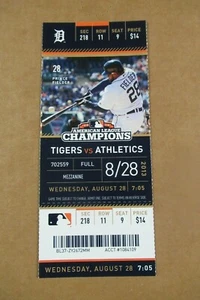 SEC ROW SEAT PRICE
218 11 9 $14
28
PRINCE FIELDER
FIELDER
28
AMERICAN LEAGUE
CHAMPIONS
TIGERS VS ATHLETICS
702559 FULL
8/28
2013
MEZZANINE
WEDNESDAY, AUGUST 28 | 7:05
SEC ROW SEAT PRICE
218 11 9 $14
WEDNESDAY, AUGUST 28 | 7:05